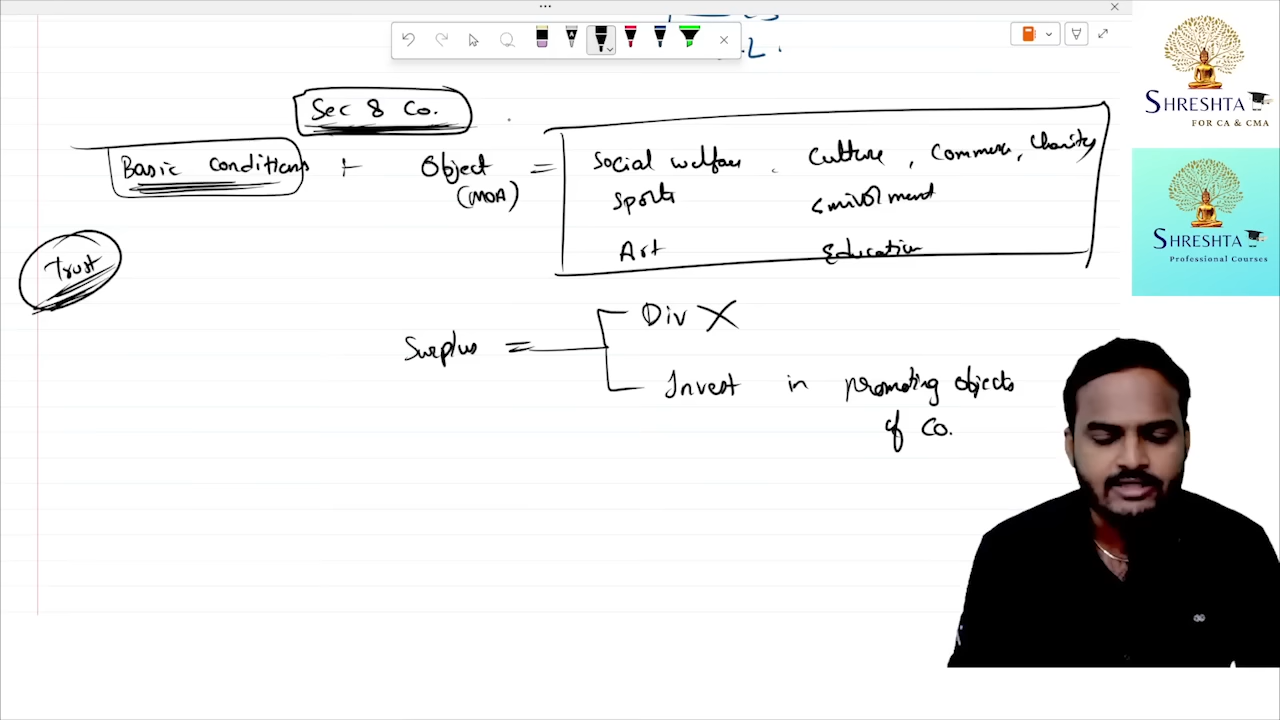 Sec 8 Co.
Basic Conditions + Object = Social welfare , Culture , Commerce, Charity
(MOA) Sports
Art Education
Trust
Surplus = Div X
Invest in promoting objects
of Co.
SHRESHTA
FOR CA & CMA
SHRESHTA
Professional Courses